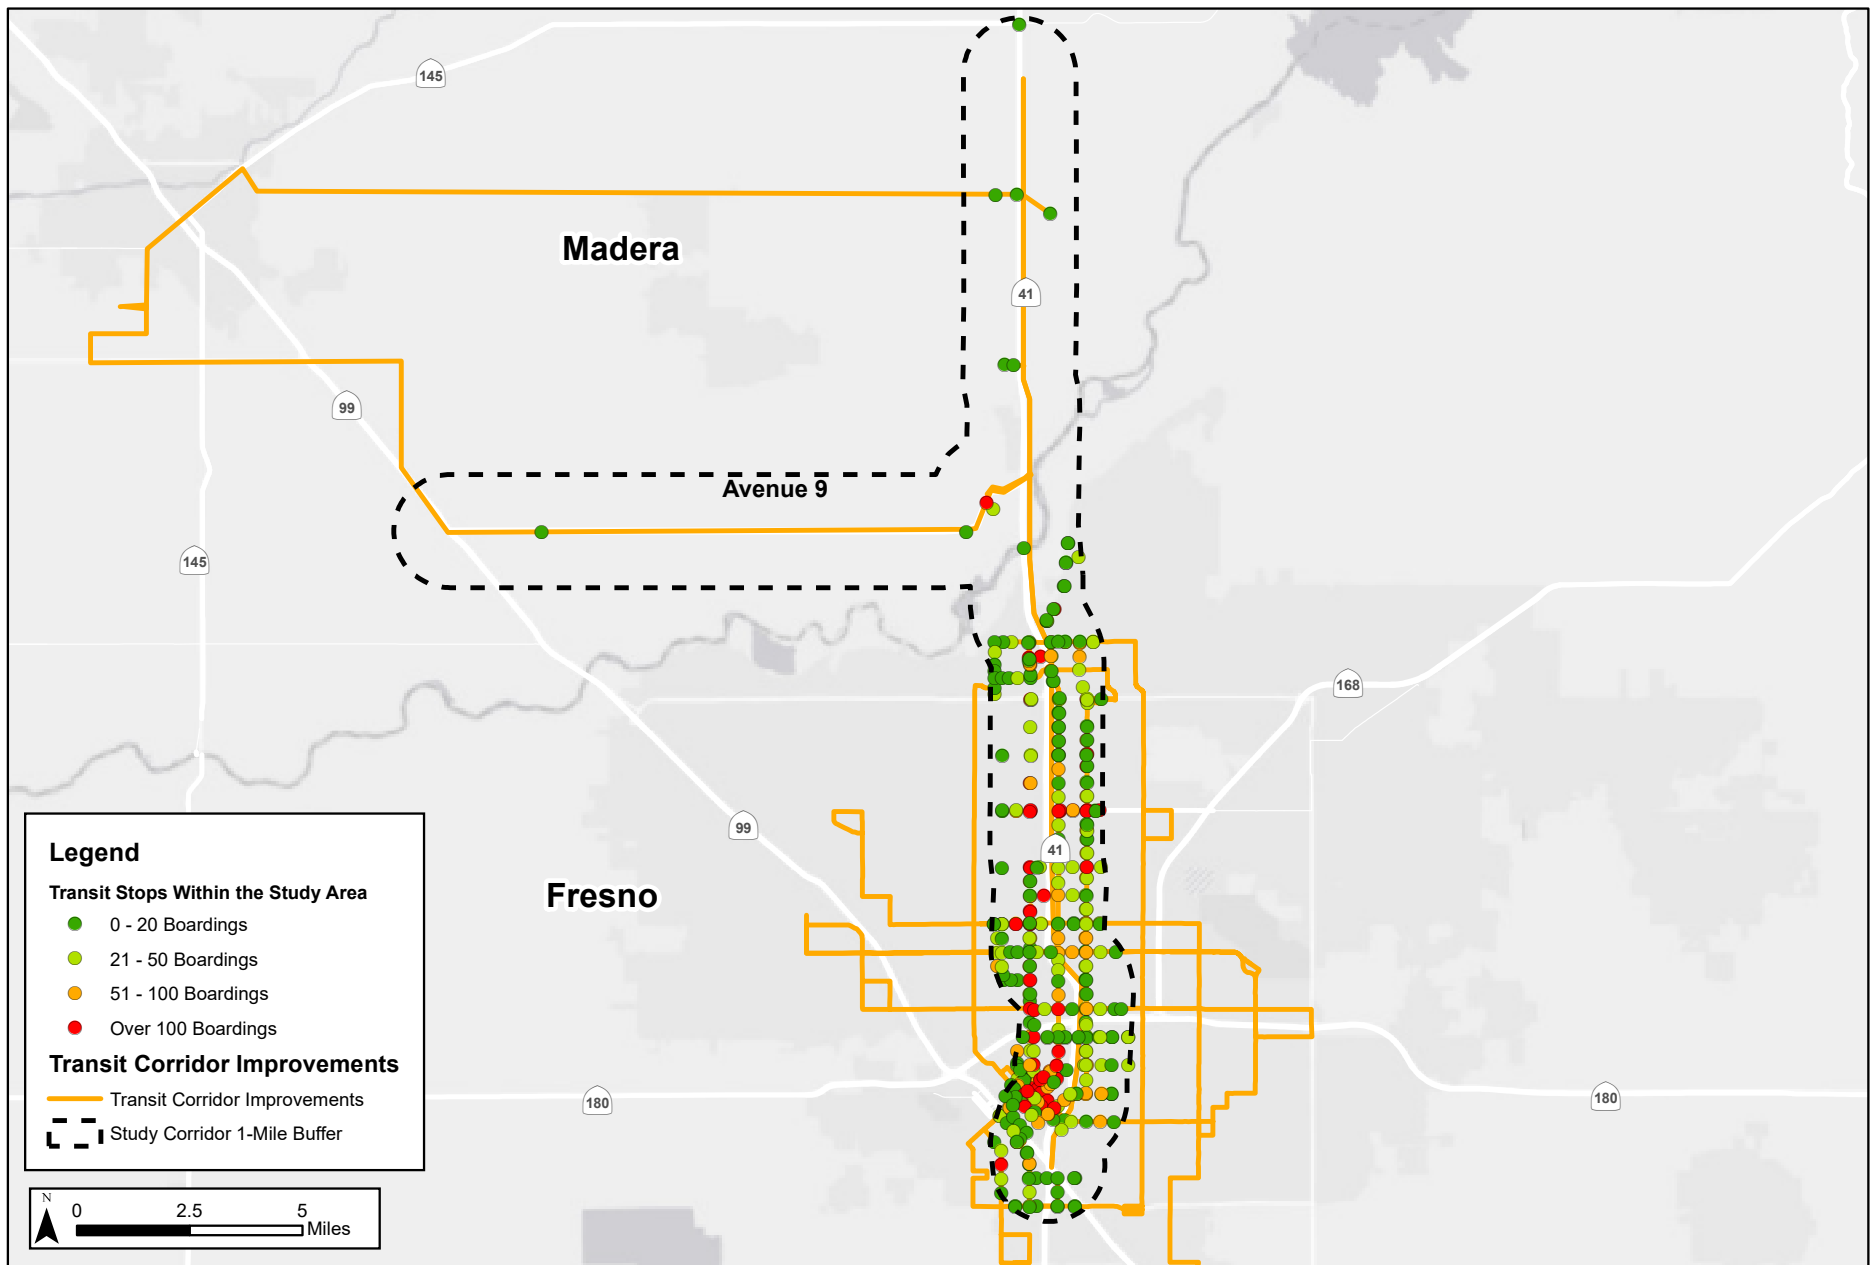 145
Madera
41
99
Avenue 9
145
168
99
41
Fresno
180
180
Legend
Transit Stops Within the Study Area
0 - 20 Boardings
21 - 50 Boardings
51 - 100 Boardings
Over 100 Boardings
Transit Corridor Improvements
Transit Corridor Improvements
Study Corridor 1-Mile Buffer
N
0 2.5 5
Miles